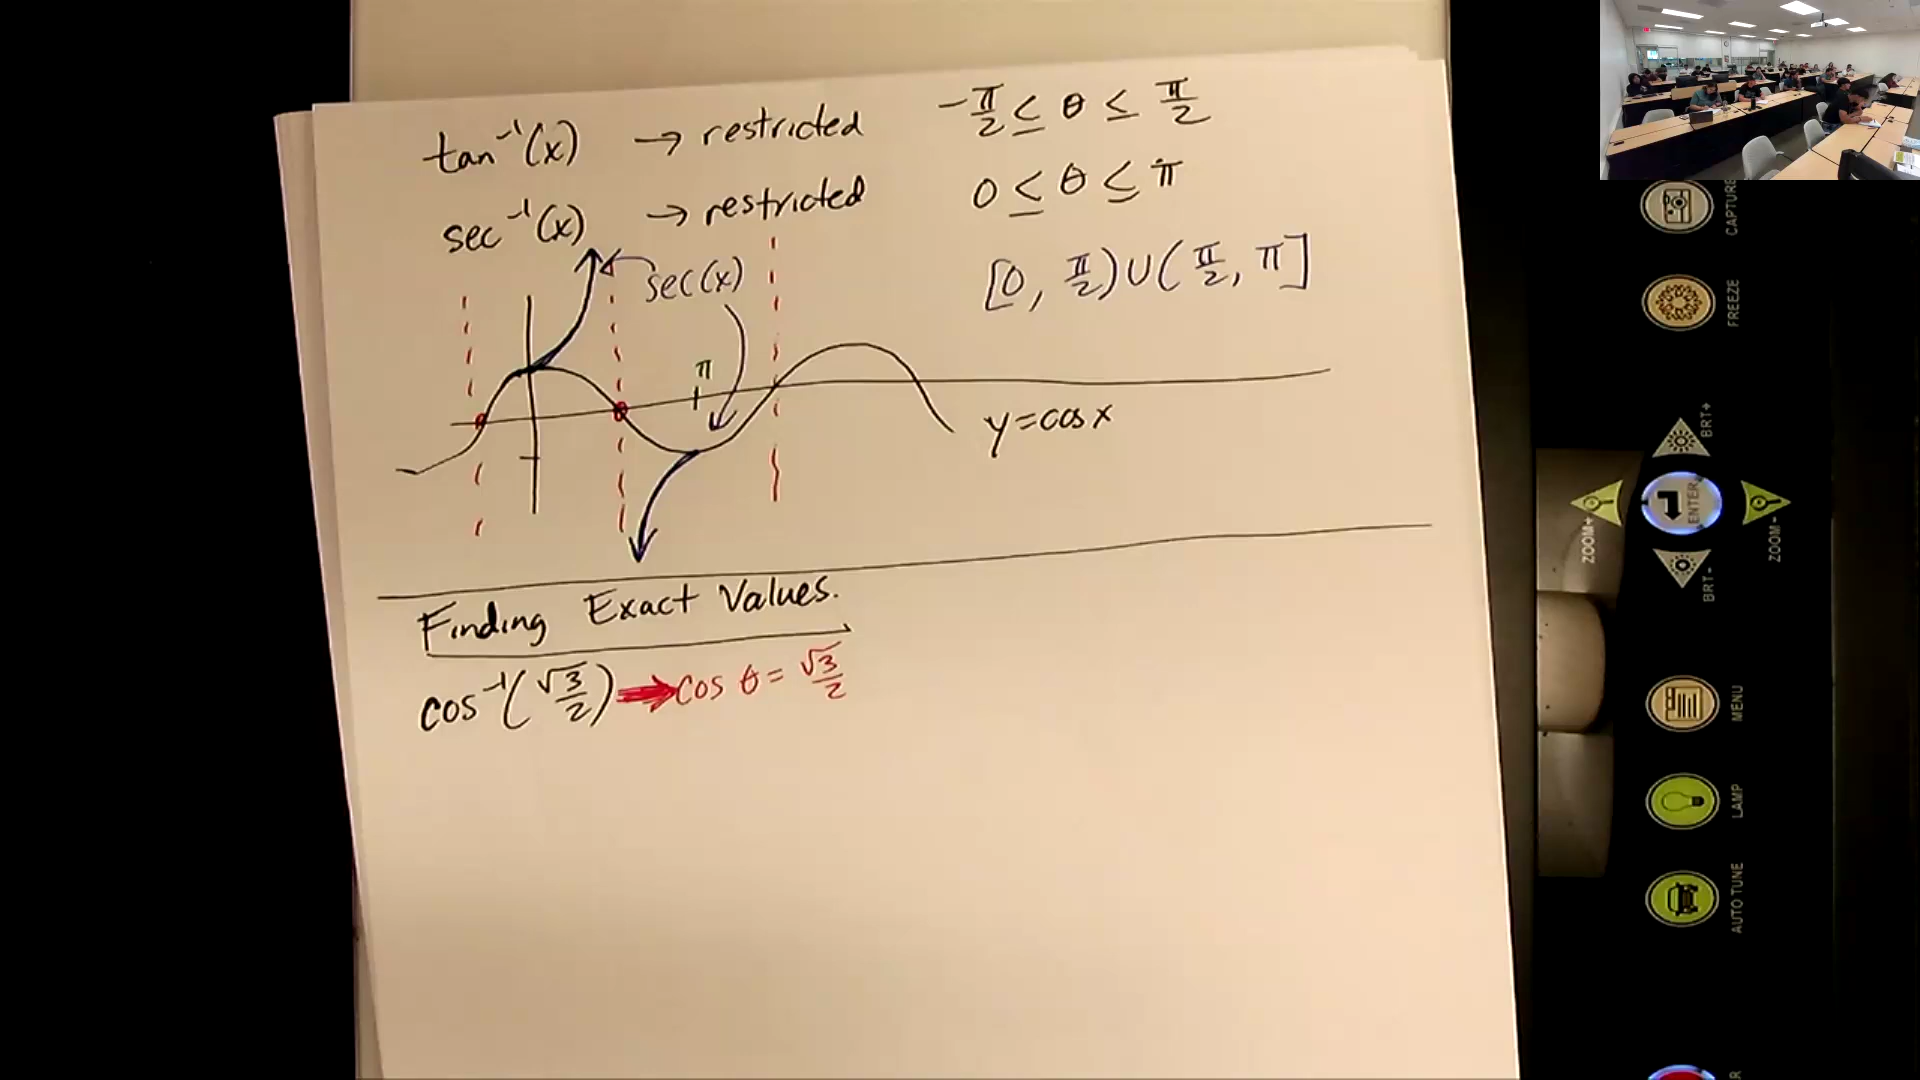 tan⁻¹(x) → restricted -π/2 ≤ θ ≤ π/2
sec⁻¹(x) → restricted 0 ≤ θ ≤ π
sec(x) [0, π/2) ∪ (π/2, π]
π
y=cos x
Finding Exact Values.
cos⁻¹(√3/2) ⇒ cos θ = √3/2
CAPTURE
FREEZE
BRT+
ZOOM+
ENTER
ZOOM-
BRT-
MENU
LAMP
AUTO TUNE